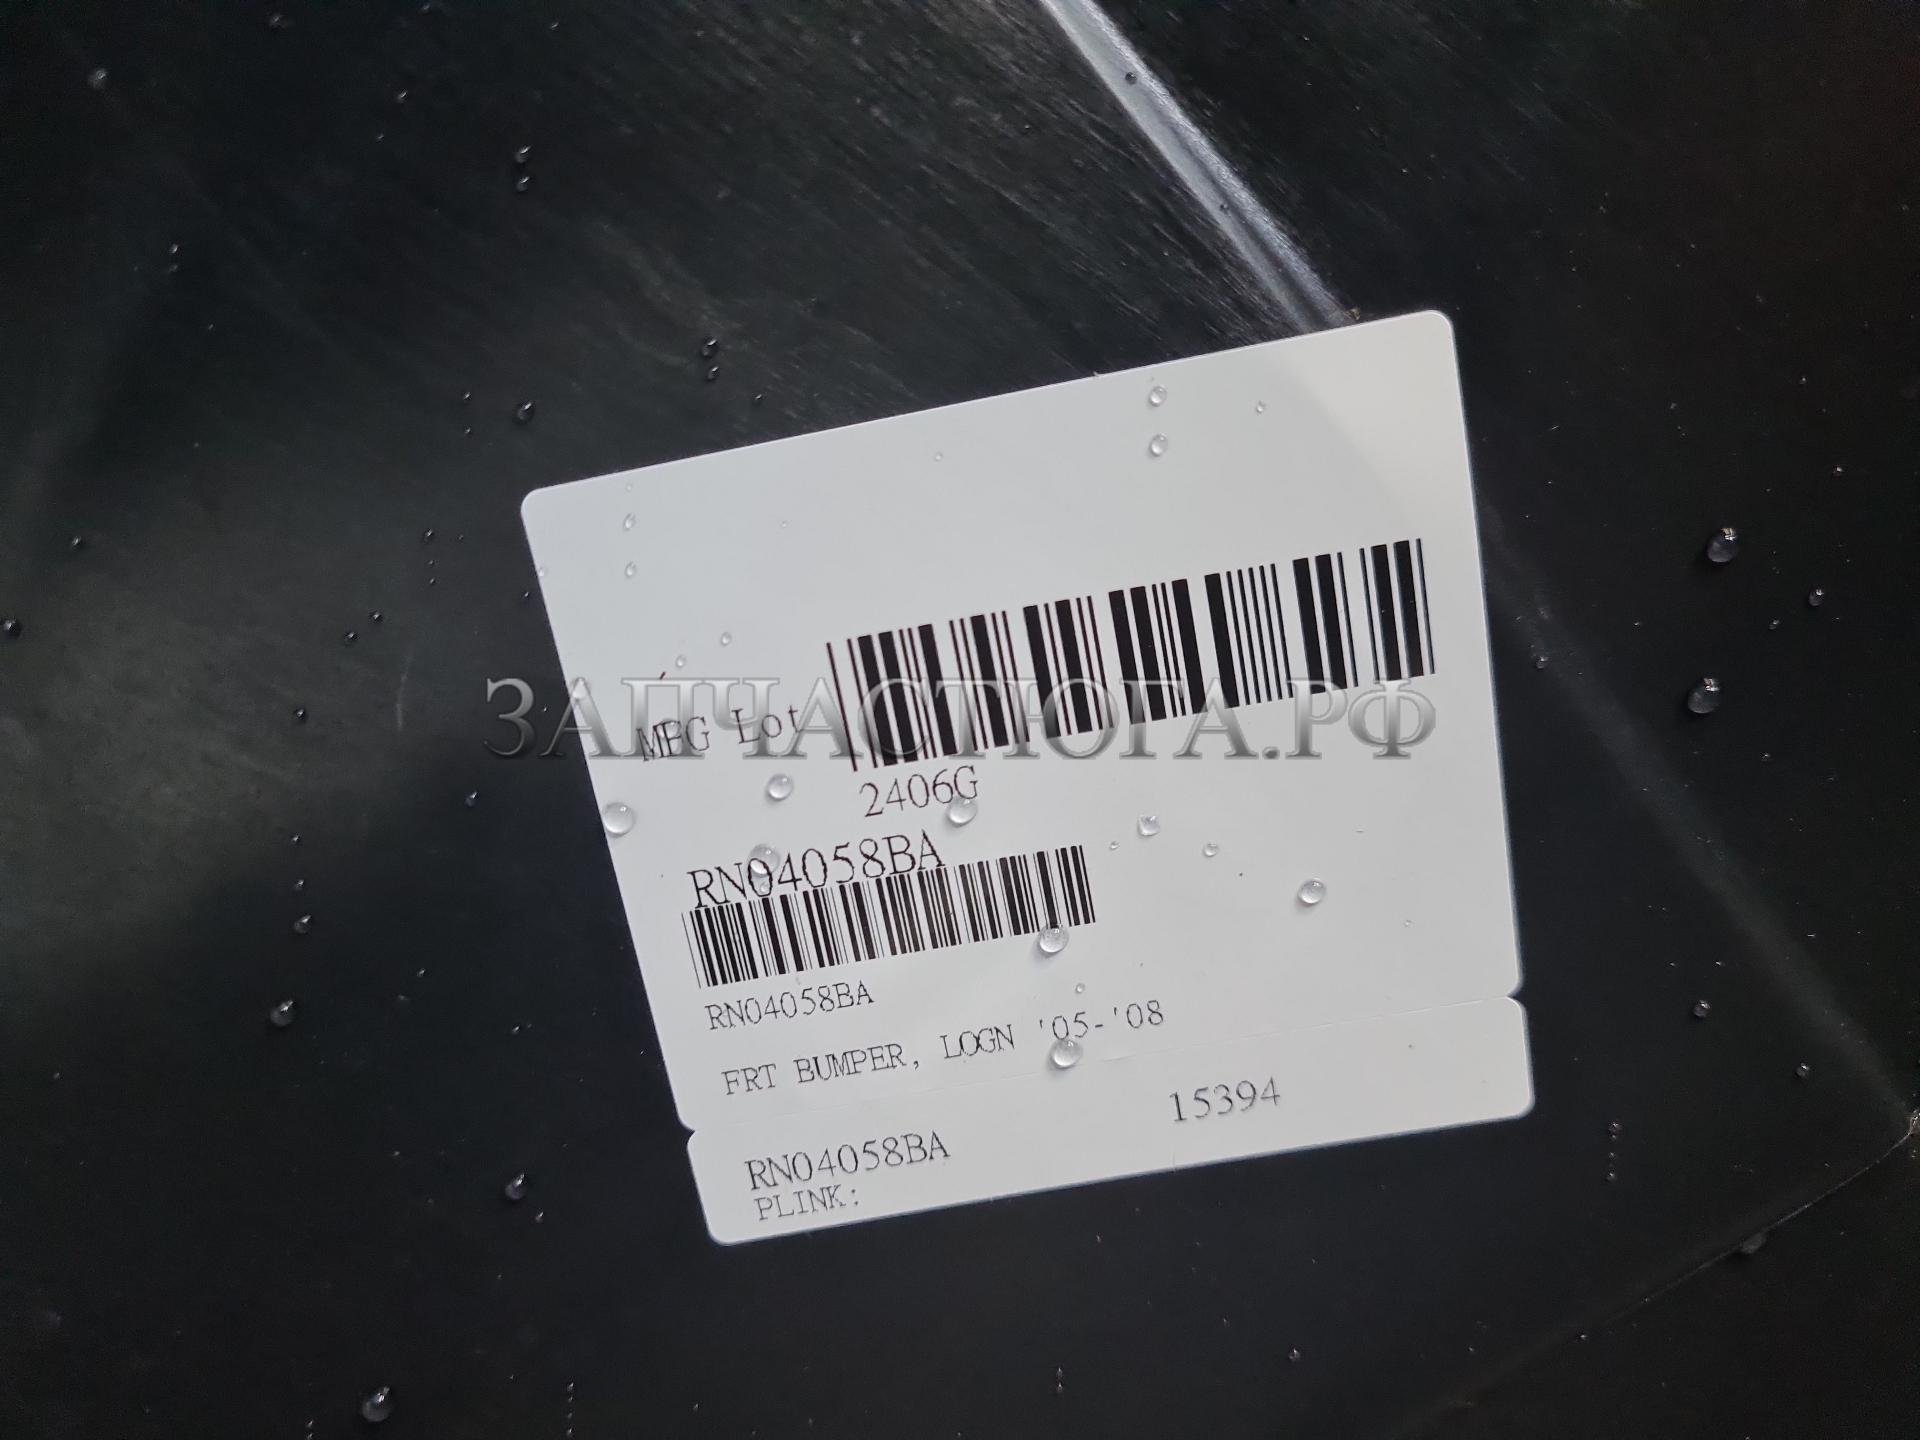 MFG Lot
2406G
RN04058BA
RN04058BA
FRT BUMPER, LOGN '05-'08
RN04058BA 15394
PLINK:
ЗАПЧАСТЮГА.РФ